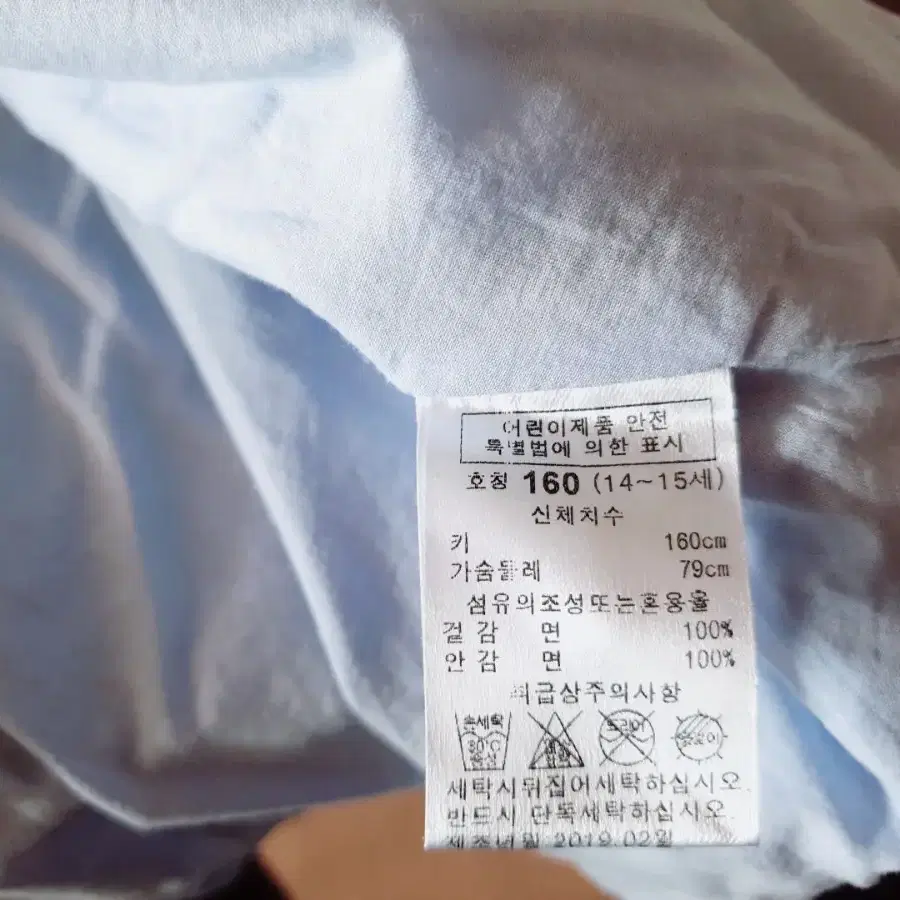 어린이제품 안전
특별법에 의한 표시
호칭 160 (14~15세)
신체치수
키 160cm
가슴둘레 79cm
섬유의조성또는혼용율
겉감 면 100%
안감 면 100%
취급상주의사항
손세탁 30℃ 중성
드라이
세탁시뒤집어세탁하십시오.
반드시 단독세탁하십시오.
제조년월 2019.02월